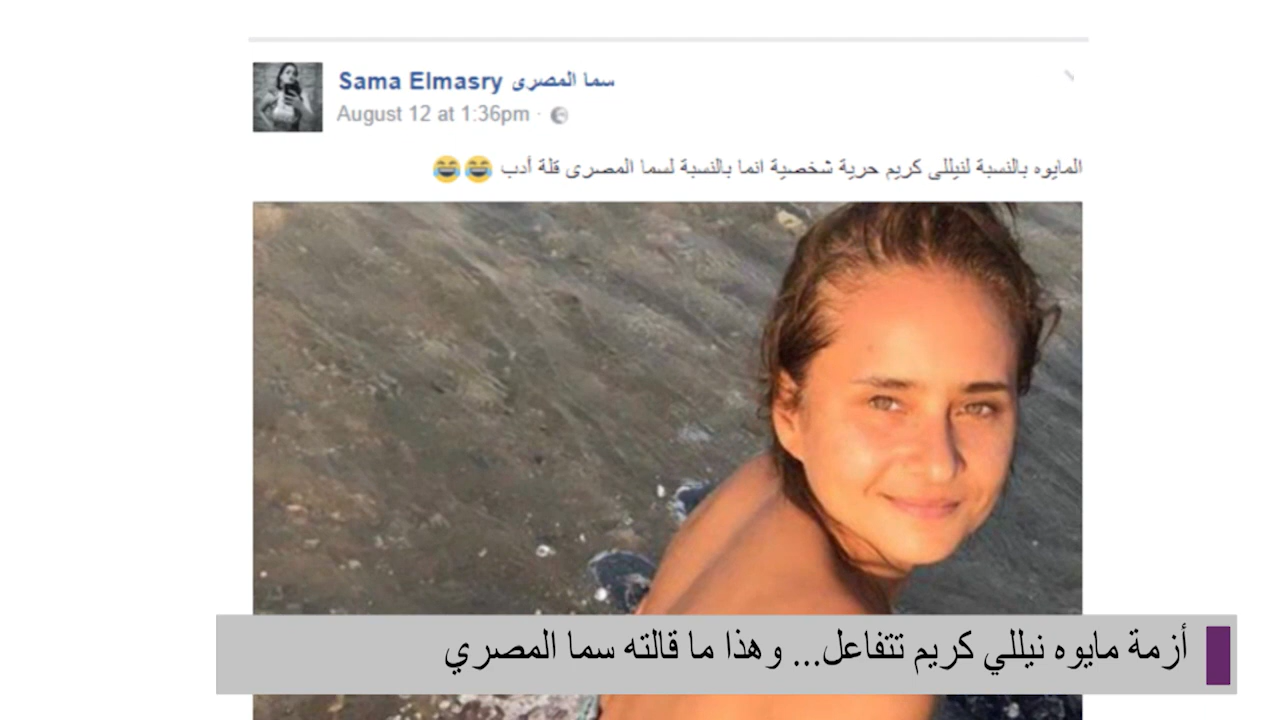 Sama Elmasry سما المصرى
August 12 at 1:36pm ·
المايوه بالنسبة لنيللى كريم حرية شخصية انما بالنسبة لسما المصرى قلة أدب 😂😂
أزمة مايوه نيللي كريم تتفاعل... وهذا ما قالته سما المصري